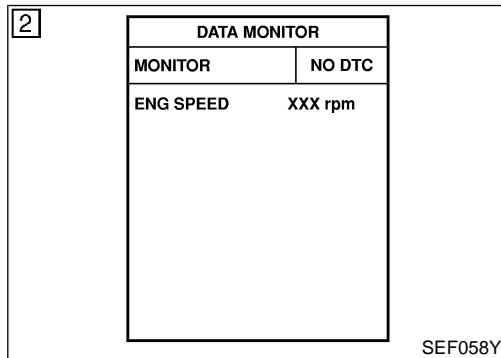 2
DATA MONITOR
MONITOR NO DTC
ENG SPEED XXX rpm
SEF058Y